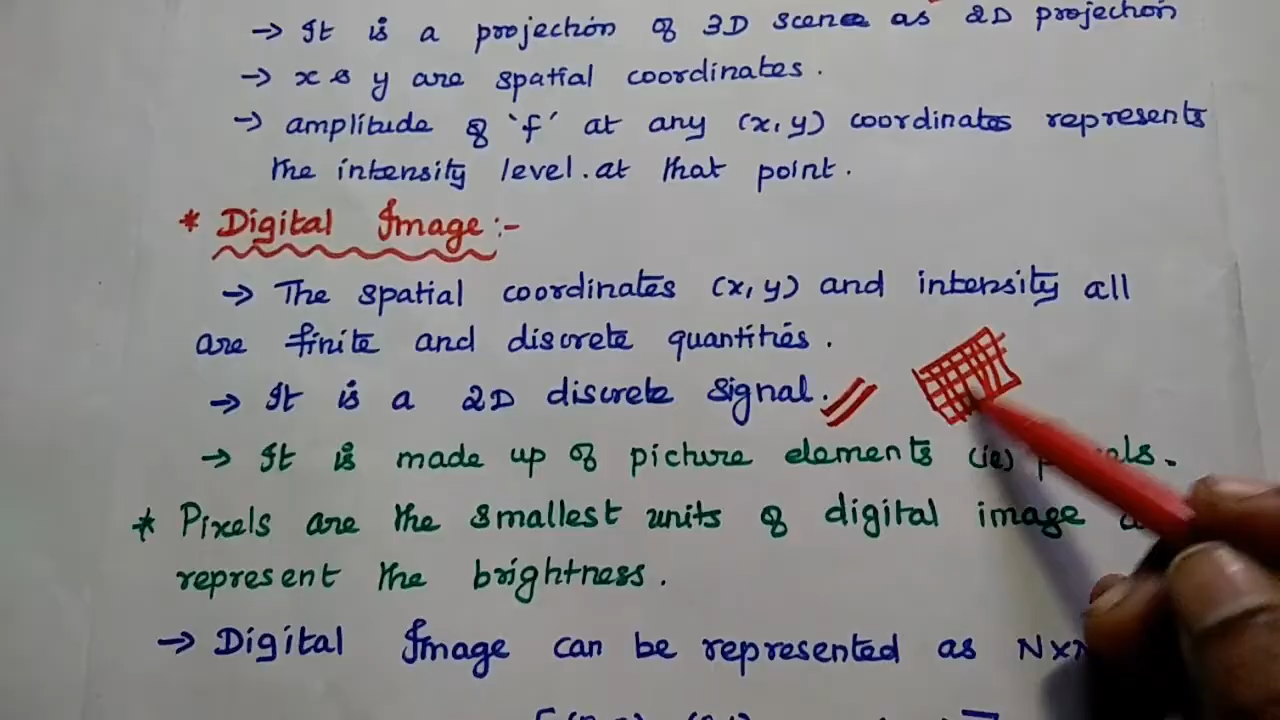 → It is a projection of 3D scene as 2D projection
→ x & y are spatial coordinates.
→ amplitude of 'f' at any (x,y) coordinates represents
the intensity level.at that point.
* Digital Image:-
→ The spatial coordinates (x,y) and intensity all
are finite and discrete quantities.
→ It is a 2D discrete signal.
→ It is made up of picture elements (ie)
* Pixels are the smallest units of digital image
represent the brightness.
→ Digital Image can be represented as